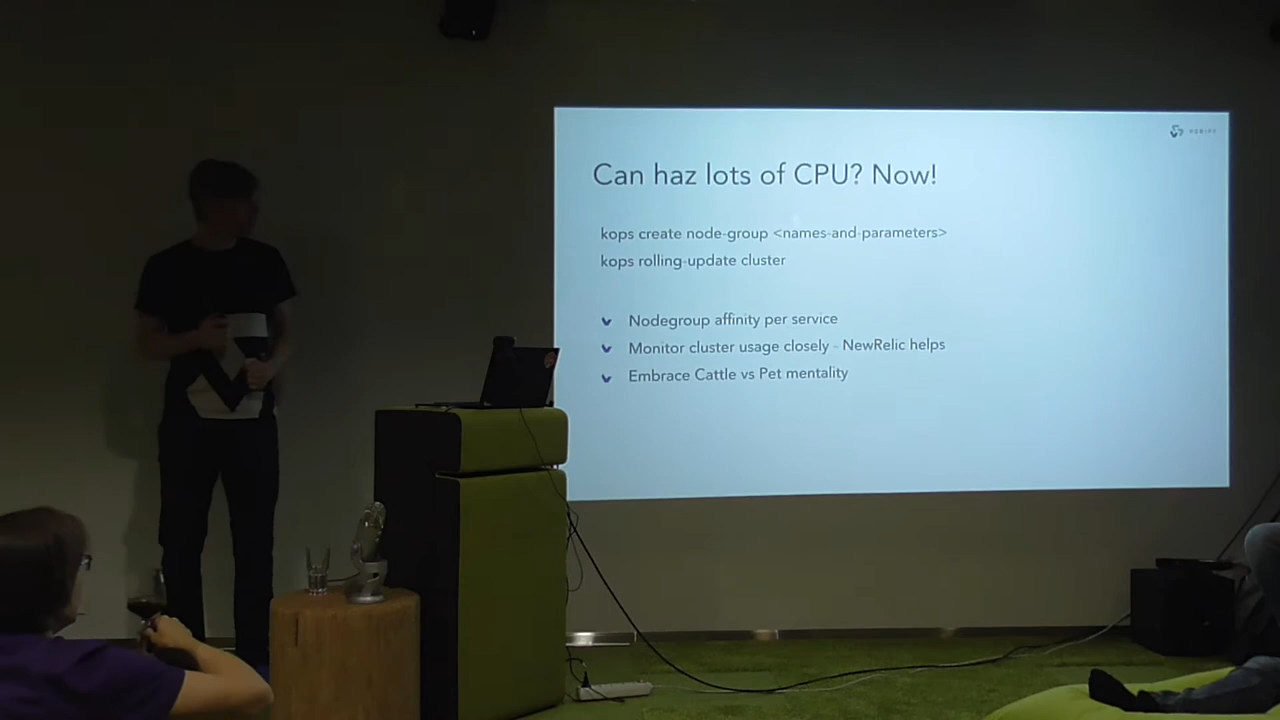 VERIFF
Can haz lots of CPU? Now!
kops create node-group <names-and-parameters>
kops rolling-update cluster
Nodegroup affinity per service
Monitor cluster usage closely - NewRelic helps
Embrace Cattle vs Pet mentality